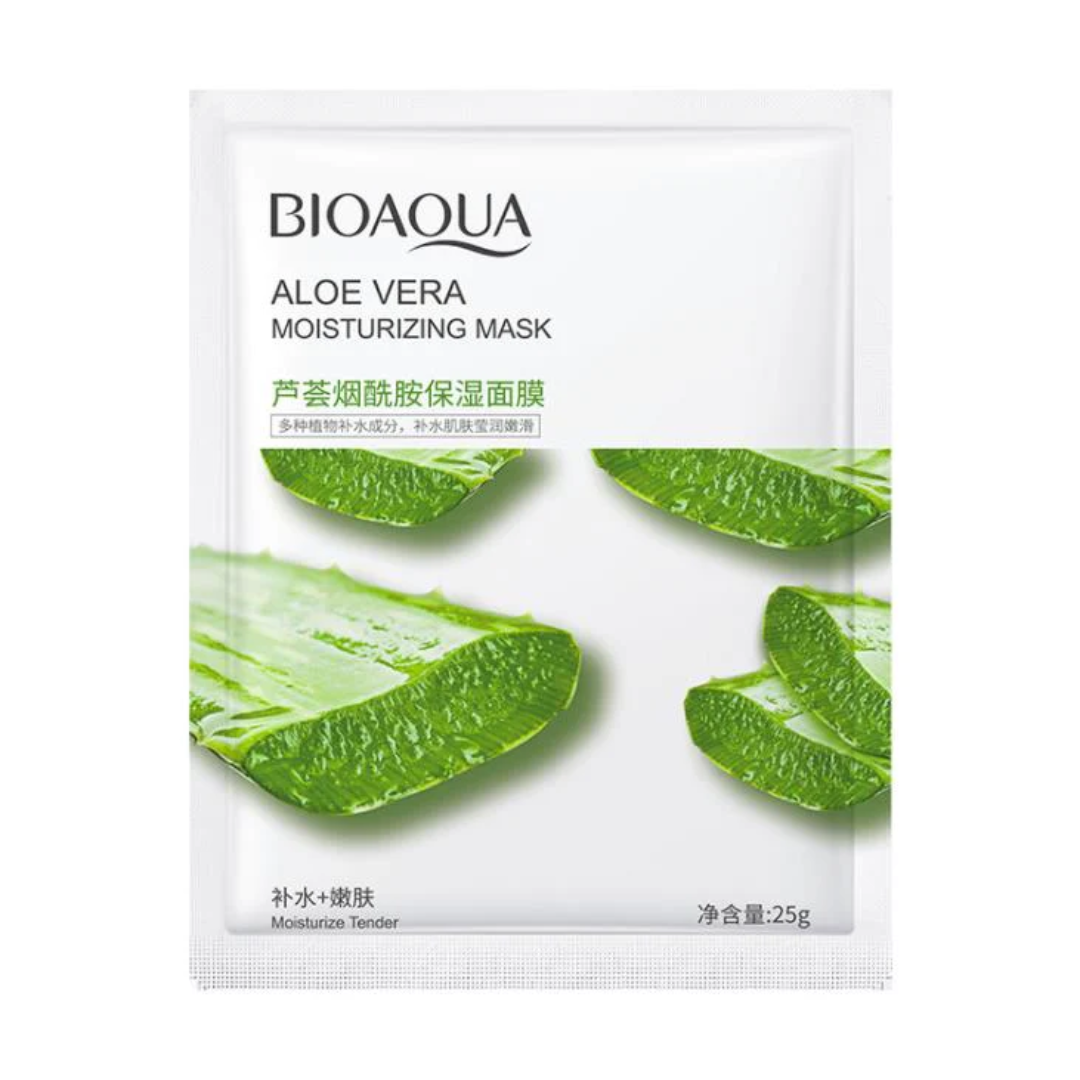 BIOAQUA
ALOE VERA
MOISTURIZING MASK
芦荟烟酰胺保湿面膜
多种植物补水成分，补水肌肤莹润嫩滑
补水+嫩肤
Moisturize Tender
净含量:25g